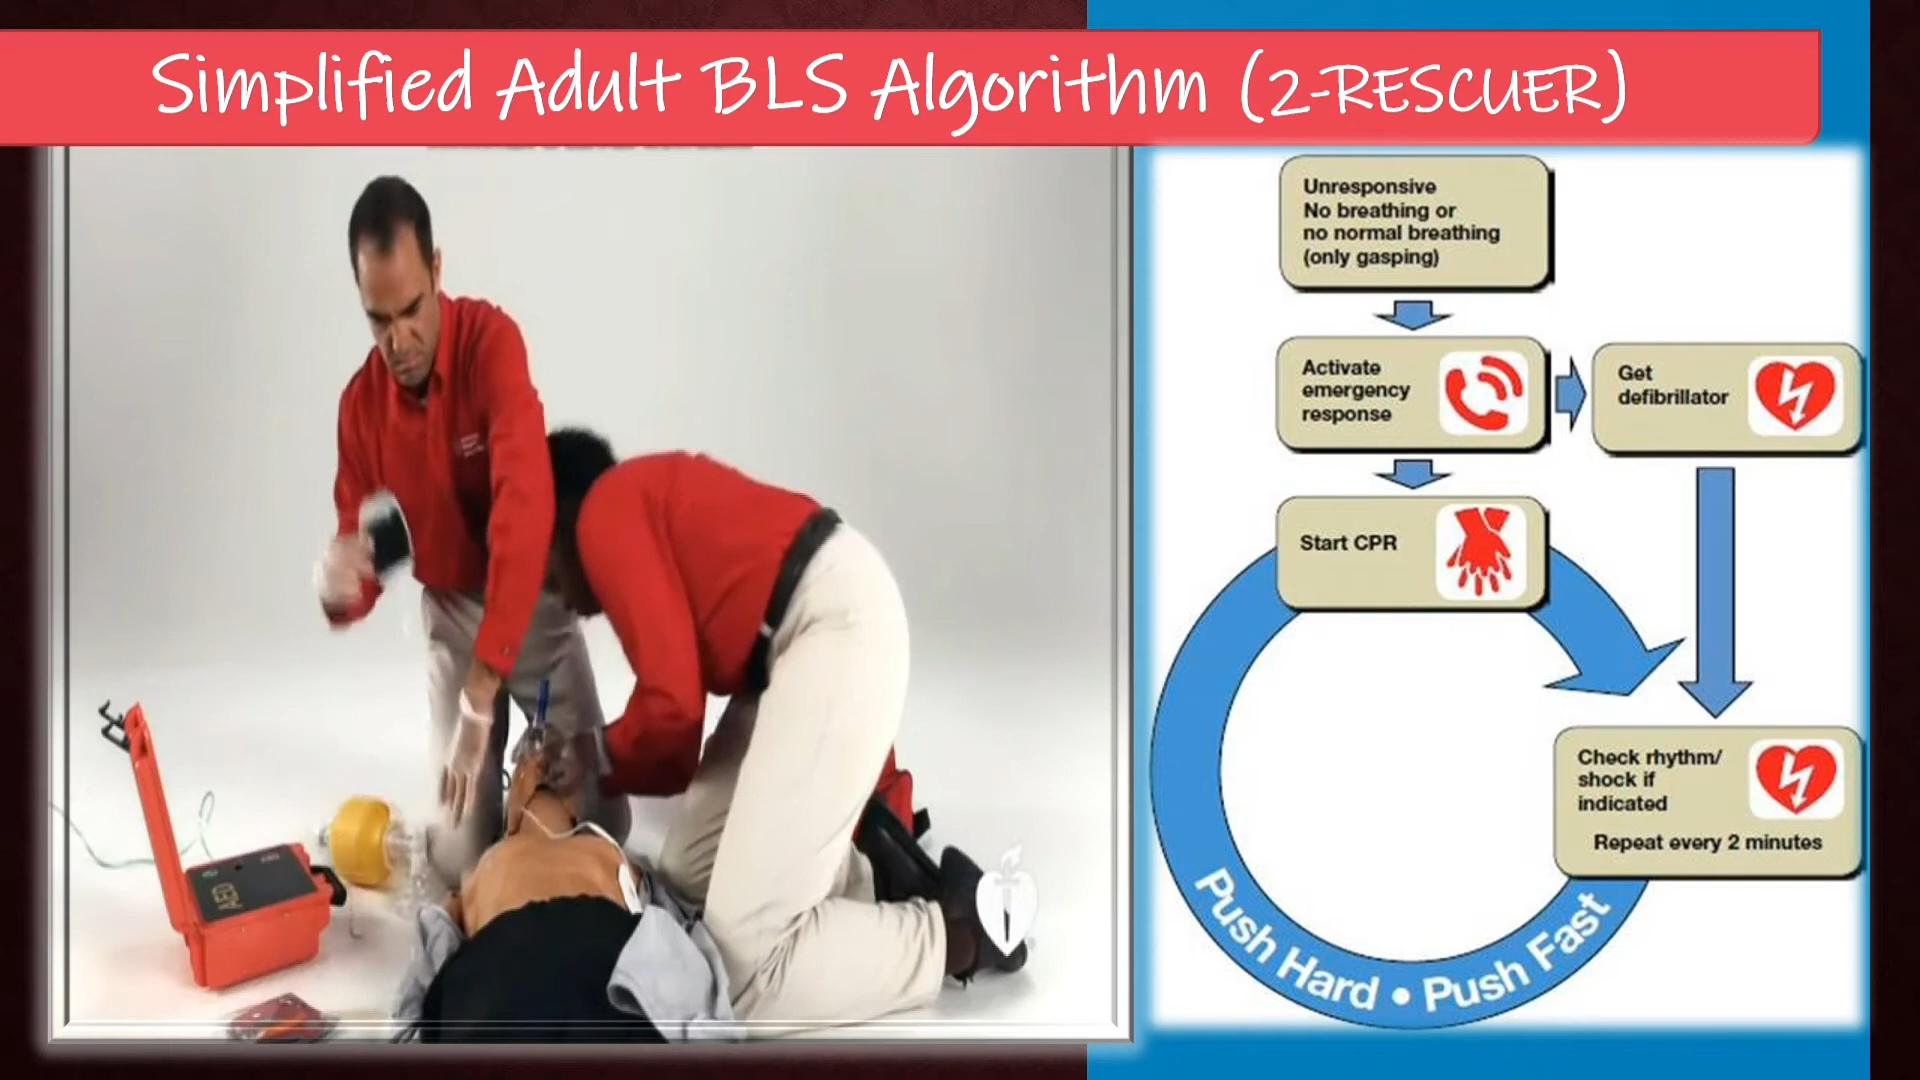 Simplified Adult BLS Algorithm (2-RESCUER)
Unresponsive
No breathing or
no normal breathing
(only gasping)
Activate
emergency
response
Get
defibrillator
Start CPR
Check rhythm/
shock if
indicated
Repeat every 2 minutes
Push Hard • Push Fast
AED